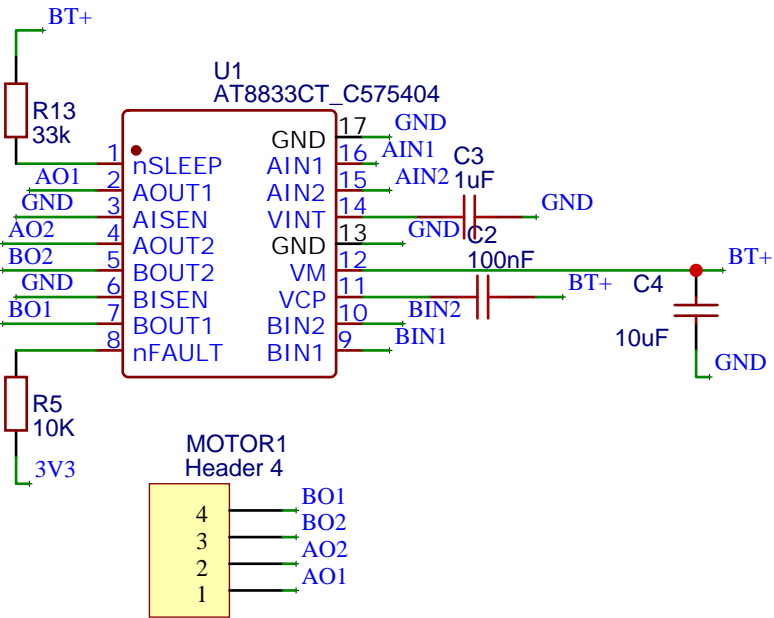 BT+
U1
AT8833CT_C575404
R13
33k
1
nSLEEP
AO1
2
AOUT1
GND
3
AISEN
AO2
4
AOUT2
BO2
5
BOUT2
GND
6
BISEN
BO1
7
BOUT1
8
nFAULT
GND
17
GND
AIN1
16
AIN1
AIN2
15
AIN2
VINT
14
GND
13
GND
VM
12
VCP
11
BIN2
10
BIN2
BIN1
9
BIN1
C3
1uF
GND
C2
100nF
BT+
BT+
C4
10uF
GND
R5
10K
3V3
MOTOR1
Header 4
4
BO1
3
BO2
2
AO2
1
AO1